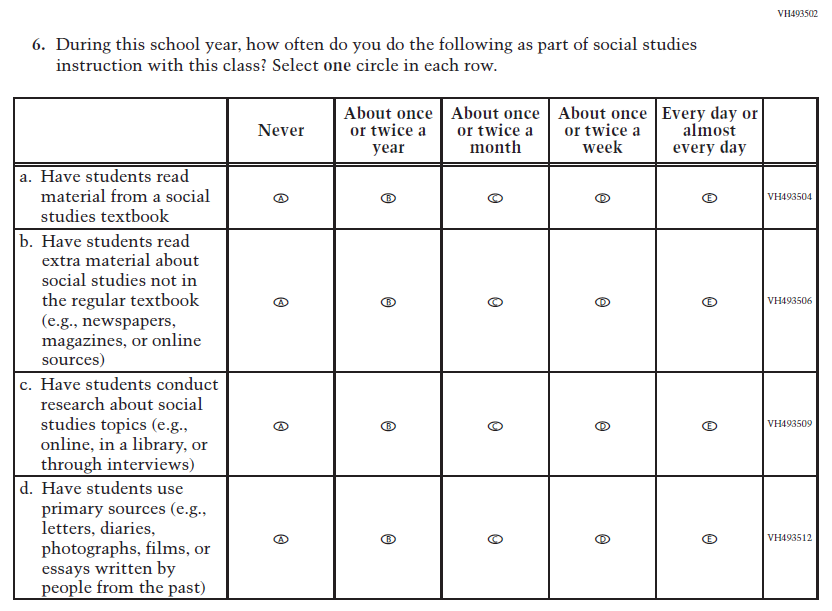 VH493502
6. During this school year, how often do you do the following as part of social studies
instruction with this class? Select one circle in each row.
Never
About once
or twice a
year
About once
or twice a
month
About once
or twice a
week
Every day or
almost
every day
a. Have students read
material from a social
studies textbook
A B C D E VH493504
b. Have students read
extra material about
social studies not in
the regular textbook
(e.g., newspapers,
magazines, or online
sources)
A B C D E VH493506
c. Have students conduct
research about social
studies topics (e.g.,
online, in a library, or
through interviews)
A B C D E VH493509
d. Have students use
primary sources (e.g.,
letters, diaries,
photographs, films, or
essays written by
people from the past)
A B C D E VH493512